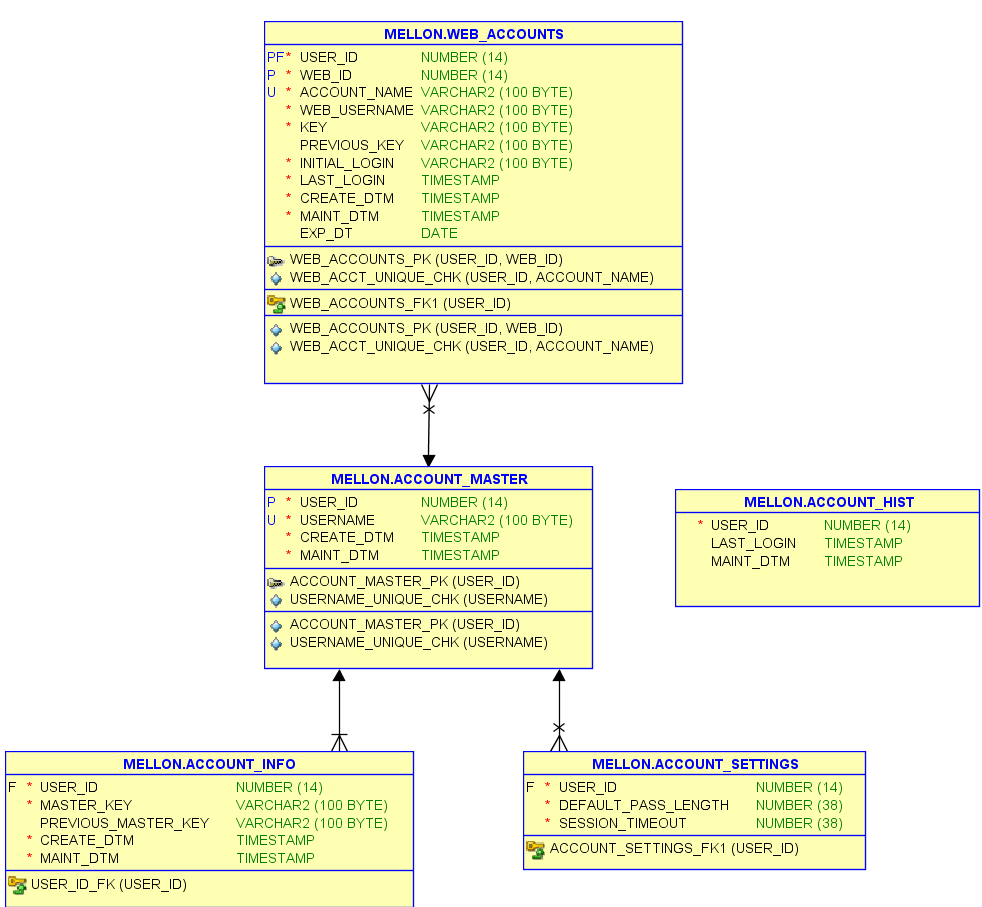 MELLON.WEB_ACCOUNTS
PF* USER_ID NUMBER (14)
P * WEB_ID NUMBER (14)
U * ACCOUNT_NAME VARCHAR2 (100 BYTE)
* WEB_USERNAME VARCHAR2 (100 BYTE)
* KEY VARCHAR2 (100 BYTE)
PREVIOUS_KEY VARCHAR2 (100 BYTE)
* INITIAL_LOGIN VARCHAR2 (100 BYTE)
* LAST_LOGIN TIMESTAMP
* CREATE_DTM TIMESTAMP
* MAINT_DTM TIMESTAMP
EXP_DT DATE
WEB_ACCOUNTS_PK (USER_ID, WEB_ID)
WEB_ACCT_UNIQUE_CHK (USER_ID, ACCOUNT_NAME)
WEB_ACCOUNTS_FK1 (USER_ID)
WEB_ACCOUNTS_PK (USER_ID, WEB_ID)
WEB_ACCT_UNIQUE_CHK (USER_ID, ACCOUNT_NAME)
MELLON.ACCOUNT_MASTER
P * USER_ID NUMBER (14)
U * USERNAME VARCHAR2 (100 BYTE)
* CREATE_DTM TIMESTAMP
* MAINT_DTM TIMESTAMP
ACCOUNT_MASTER_PK (USER_ID)
USERNAME_UNIQUE_CHK (USERNAME)
ACCOUNT_MASTER_PK (USER_ID)
USERNAME_UNIQUE_CHK (USERNAME)
MELLON.ACCOUNT_HIST
* USER_ID NUMBER (14)
LAST_LOGIN TIMESTAMP
MAINT_DTM TIMESTAMP
MELLON.ACCOUNT_INFO
F * USER_ID NUMBER (14)
* MASTER_KEY VARCHAR2 (100 BYTE)
PREVIOUS_MASTER_KEY VARCHAR2 (100 BYTE)
* CREATE_DTM TIMESTAMP
* MAINT_DTM TIMESTAMP
USER_ID_FK (USER_ID)
MELLON.ACCOUNT_SETTINGS
F * USER_ID NUMBER (14)
* DEFAULT_PASS_LENGTH NUMBER (38)
* SESSION_TIMEOUT NUMBER (38)
ACCOUNT_SETTINGS_FK1 (USER_ID)